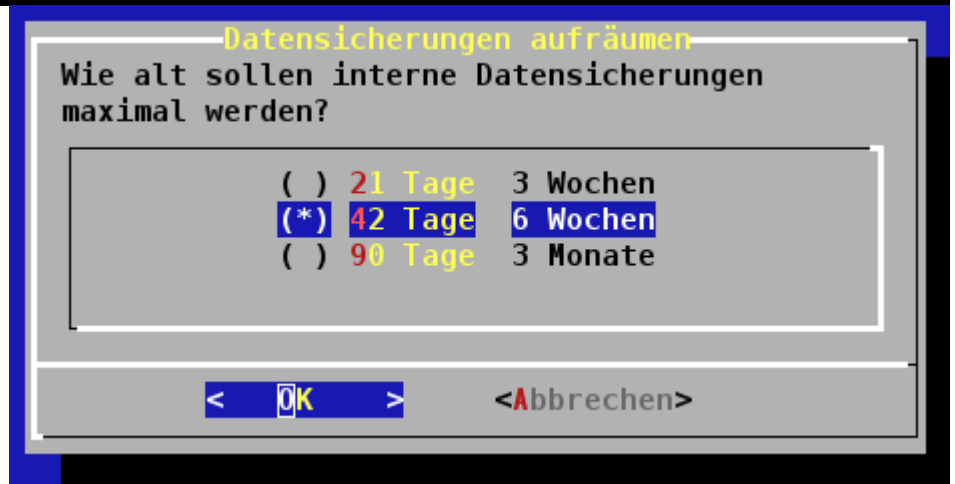 Datensicherungen aufräumen
Wie alt sollen interne Datensicherungen
maximal werden?
( ) 21 Tage 3 Wochen
(*) 42 Tage 6 Wochen
( ) 90 Tage 3 Monate
< OK > <Abbrechen>